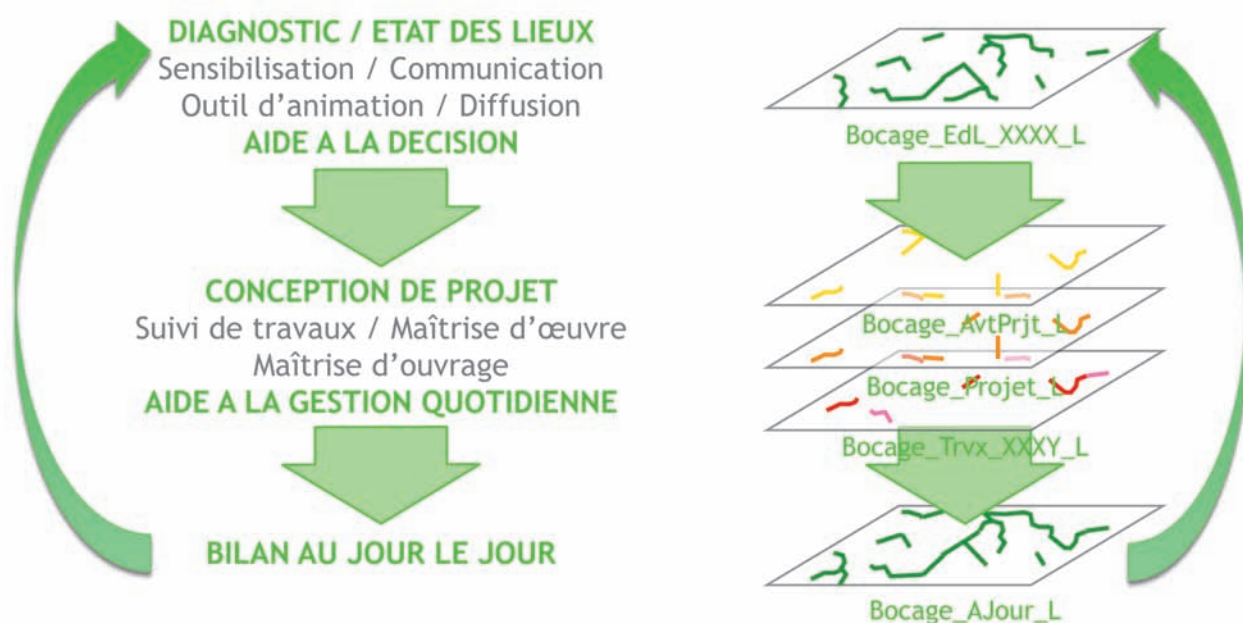 DIAGNOSTIC / ETAT DES LIEUX
Sensibilisation / Communication
Outil d'animation / Diffusion
AIDE A LA DECISION
CONCEPTION DE PROJET
Suivi de travaux / Maîtrise d'œuvre
Maîtrise d'ouvrage
AIDE A LA GESTION QUOTIDIENNE
BILAN AU JOUR LE JOUR
Bocage_EdL_XXXX_L
Bocage_AvtPrjt_L
Bocage_Projet_L
Bocage_Trvx_XXXY_L
Bocage_AJour_L